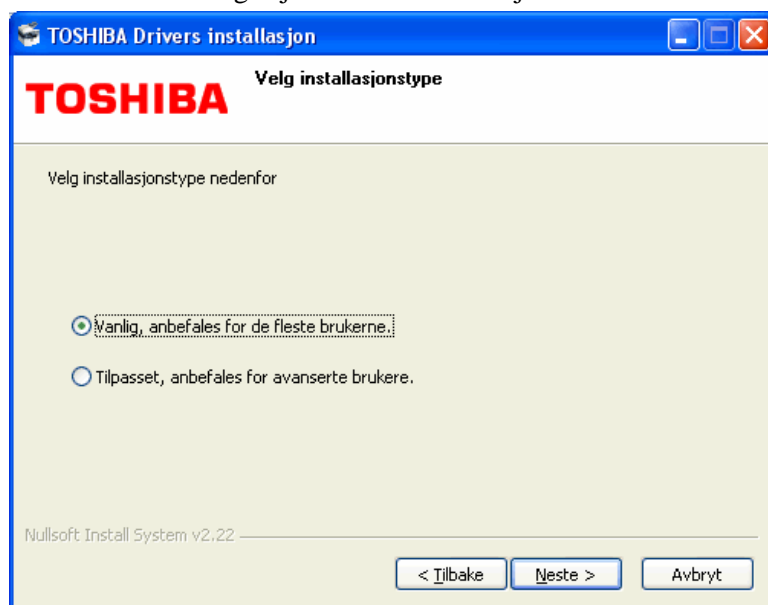 TOSHIBA Drivers installasjon
TOSHIBA
Velg installasjonstype
Velg installasjonstype nedenfor
Vanlig, anbefales for de fleste brukerne.
Tilpasset, anbefales for avanserte brukere.
Nullsoft Install System v2.22
< Tilbake
Neste >
Avbryt